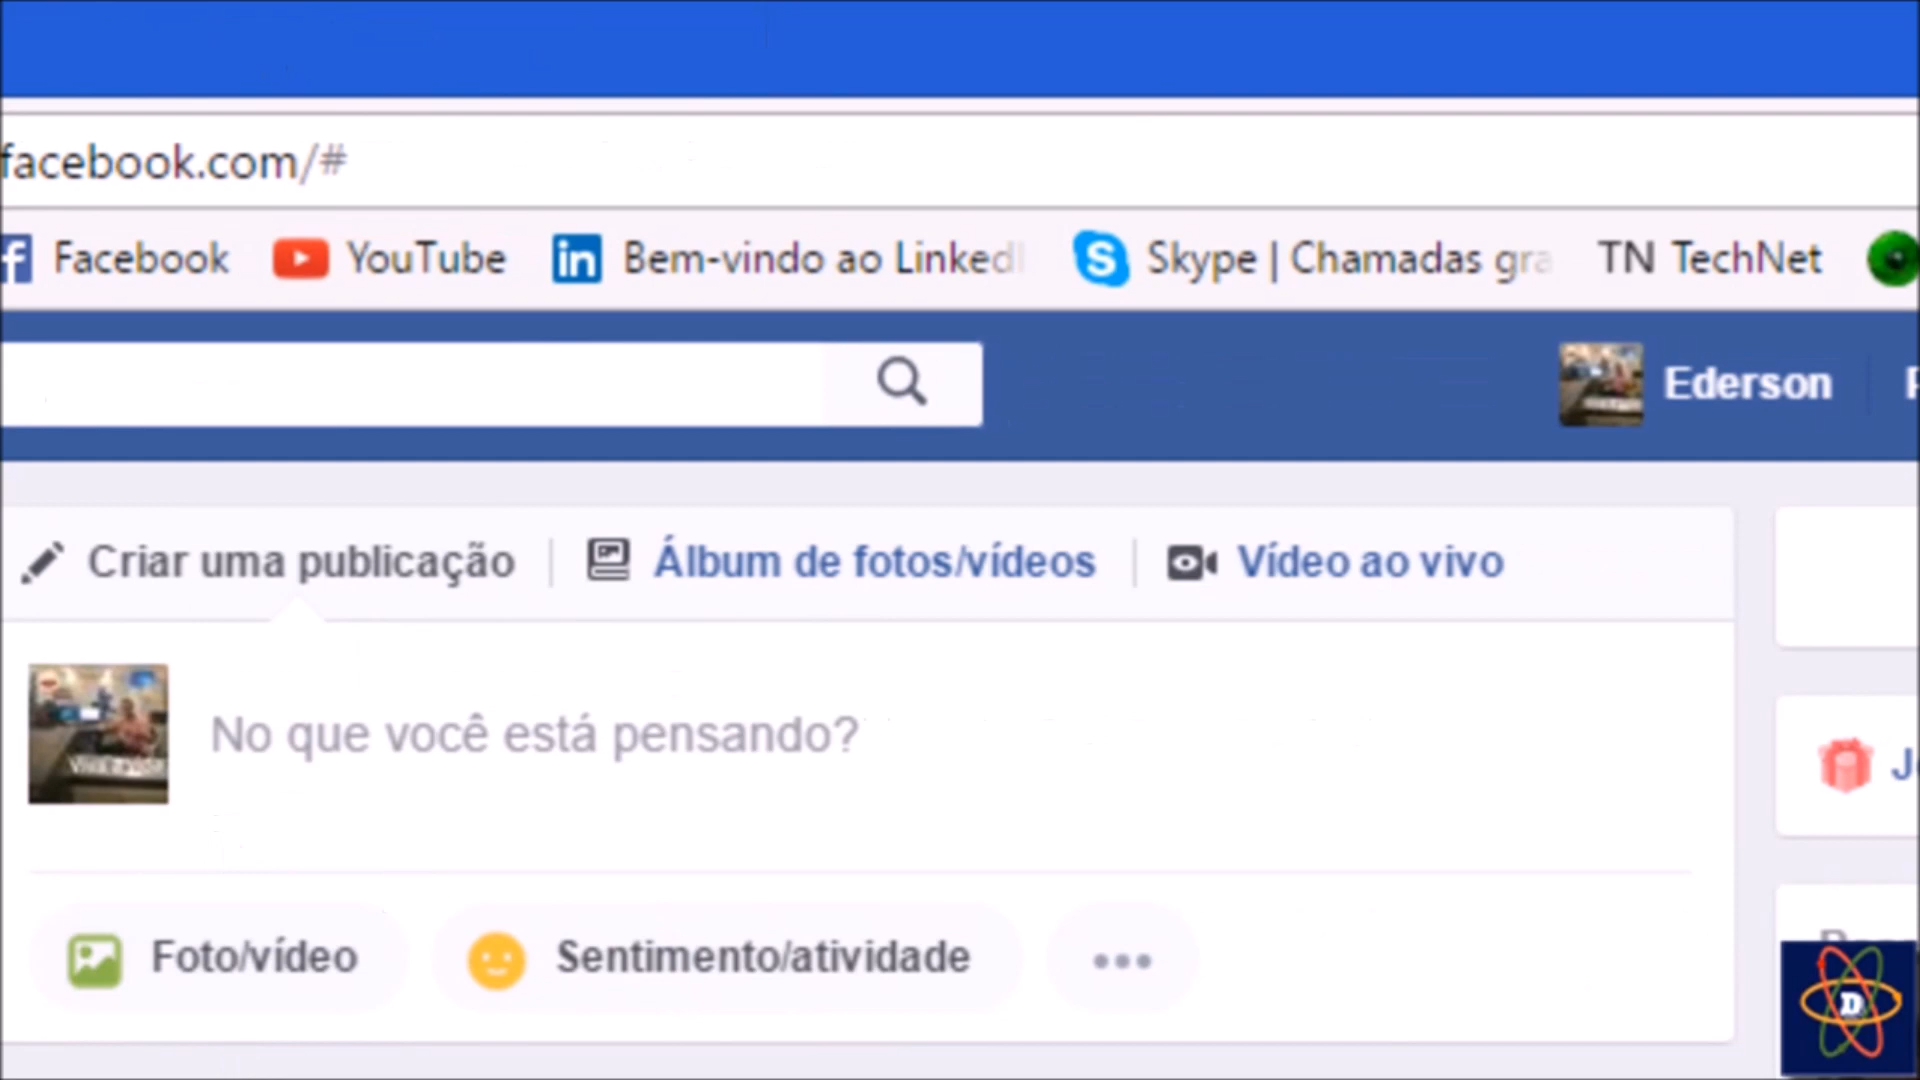 facebook.com/#
Facebook YouTube Bem-vindo ao Linked Skype | Chamadas gra TN TechNet
Ederson
Criar uma publicação Álbum de fotos/vídeos Vídeo ao vivo
No que você está pensando?
Foto/vídeo Sentimento/atividade
D